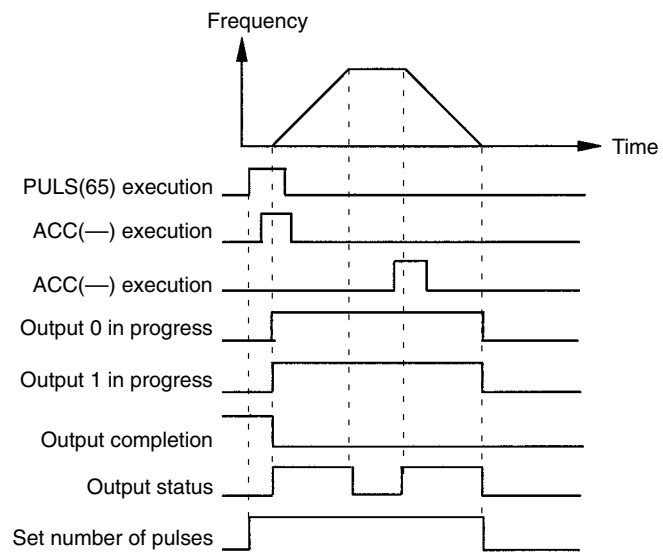 Frequency
Time
PULS(65) execution
ACC(—) execution
ACC(—) execution
Output 0 in progress
Output 1 in progress
Output completion
Output status
Set number of pulses